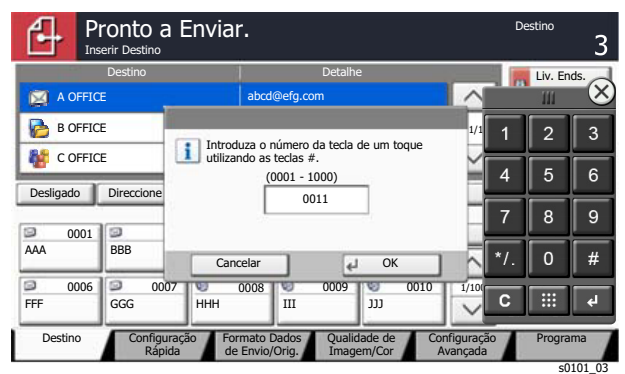 Pronto a Enviar.
Inserir Destino
Destino
3
Destino
Detalhe
Liv. Ends.
A OFFICE
abcd@efg.com
B OFFICE
1/1
C OFFICE
Introduza o número da tecla de um toque
utilizando as teclas #.
(0001 - 1000)
0011
Cancelar
OK
1
2
3
4
5
6
7
8
9
*/.
0
#
C
Desligado
Direccione
0001
AAA
BBB
0006
FFF
0007
GGG
0008
HHH
0009
III
0010
JJJ
1/100
Destino
Configuração
Rápida
Formato Dados
de Envio/Orig.
Qualidade de
Imagem/Cor
Configuração
Avançada
Programa
s0101_03